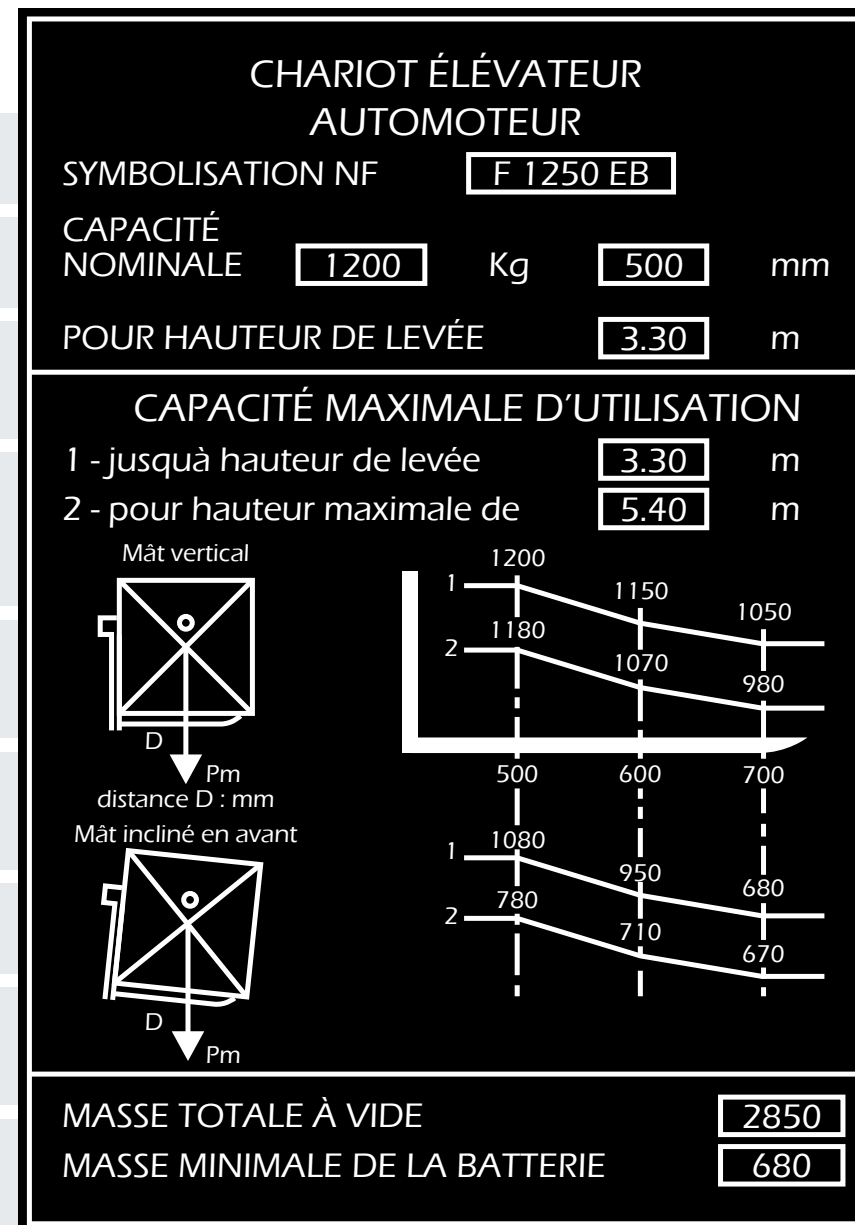 CHARIOT ÉLÉVATEUR
AUTOMOTEUR
SYMBOLISATION NF F 1250 EB
CAPACITÉ
NOMINALE 1200 Kg 500 mm
POUR HAUTEUR DE LEVÉE 3.30 m
CAPACITÉ MAXIMALE D’UTILISATION
1 - jusquà hauteur de levée 3.30 m
2 - pour hauteur maximale de 5.40 m
Mât vertical
D
Pm
distance D : mm
1200
1 1150
1050
1180
2 1070
980
500 600 700
Mât incliné en avant
D
Pm
1080
1 950
680
780
2 710
670
MASSE TOTALE À VIDE 2850
MASSE MINIMALE DE LA BATTERIE 680